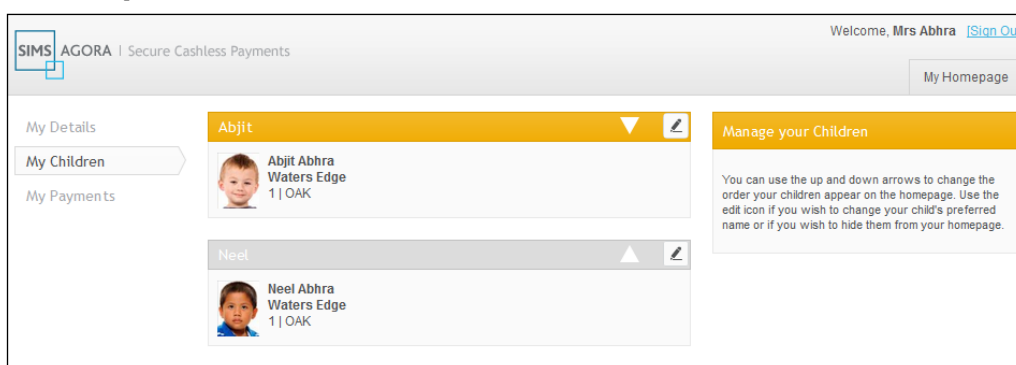 Welcome, Mrs Abhra [Sign Ou
SIMS AGORA | Secure Cashless Payments
My Homepage
My Details
My Children
My Payments
Abjit
Abjit Abhra
Waters Edge
1 | OAK
Neel
Neel Abhra
Waters Edge
1 | OAK
Manage your Children
You can use the up and down arrows to change the
order your children appear on the homepage. Use the
edit icon if you wish to change your child's preferred
name or if you wish to hide them from your homepage.